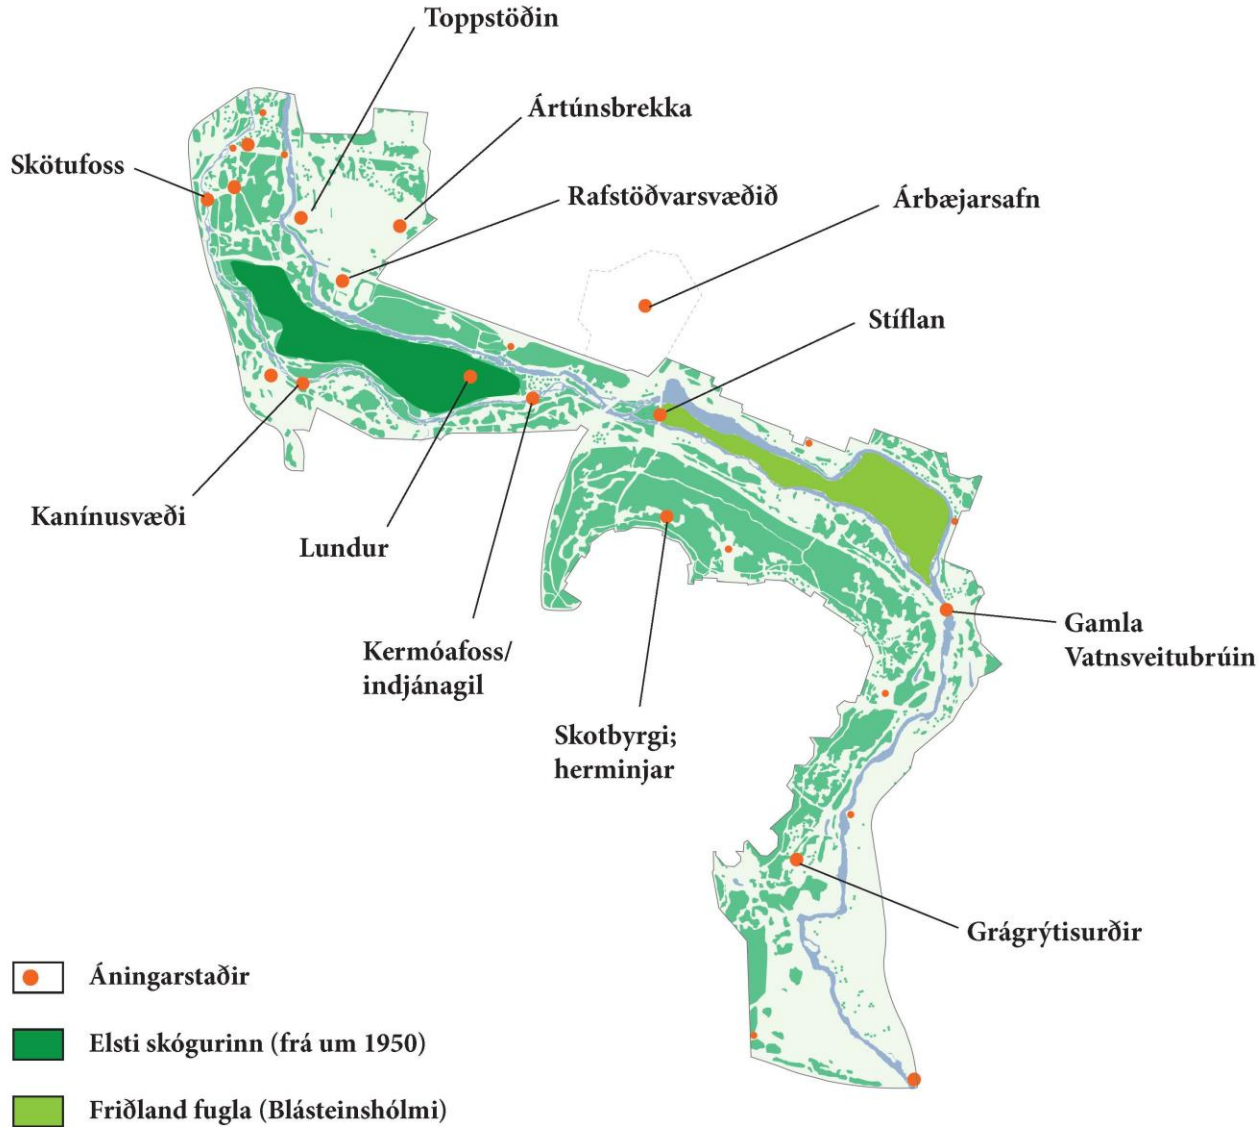 Toppstöðin
Ártúnsbrekka
Skötufoss
Rafstöðvarsvæðið
Árbæjarsafn
Stíflan
Kanínusvæði
Lundur
Kermóafoss/
indjánagil
Gamla
Vatnsveitubrúin
Skotbyrgi;
herminjar
Grágrýtisurðir
Áningarstaðir
Elsti skógurinn (frá um 1950)
Friðland fugla (Blásteinshólmi)